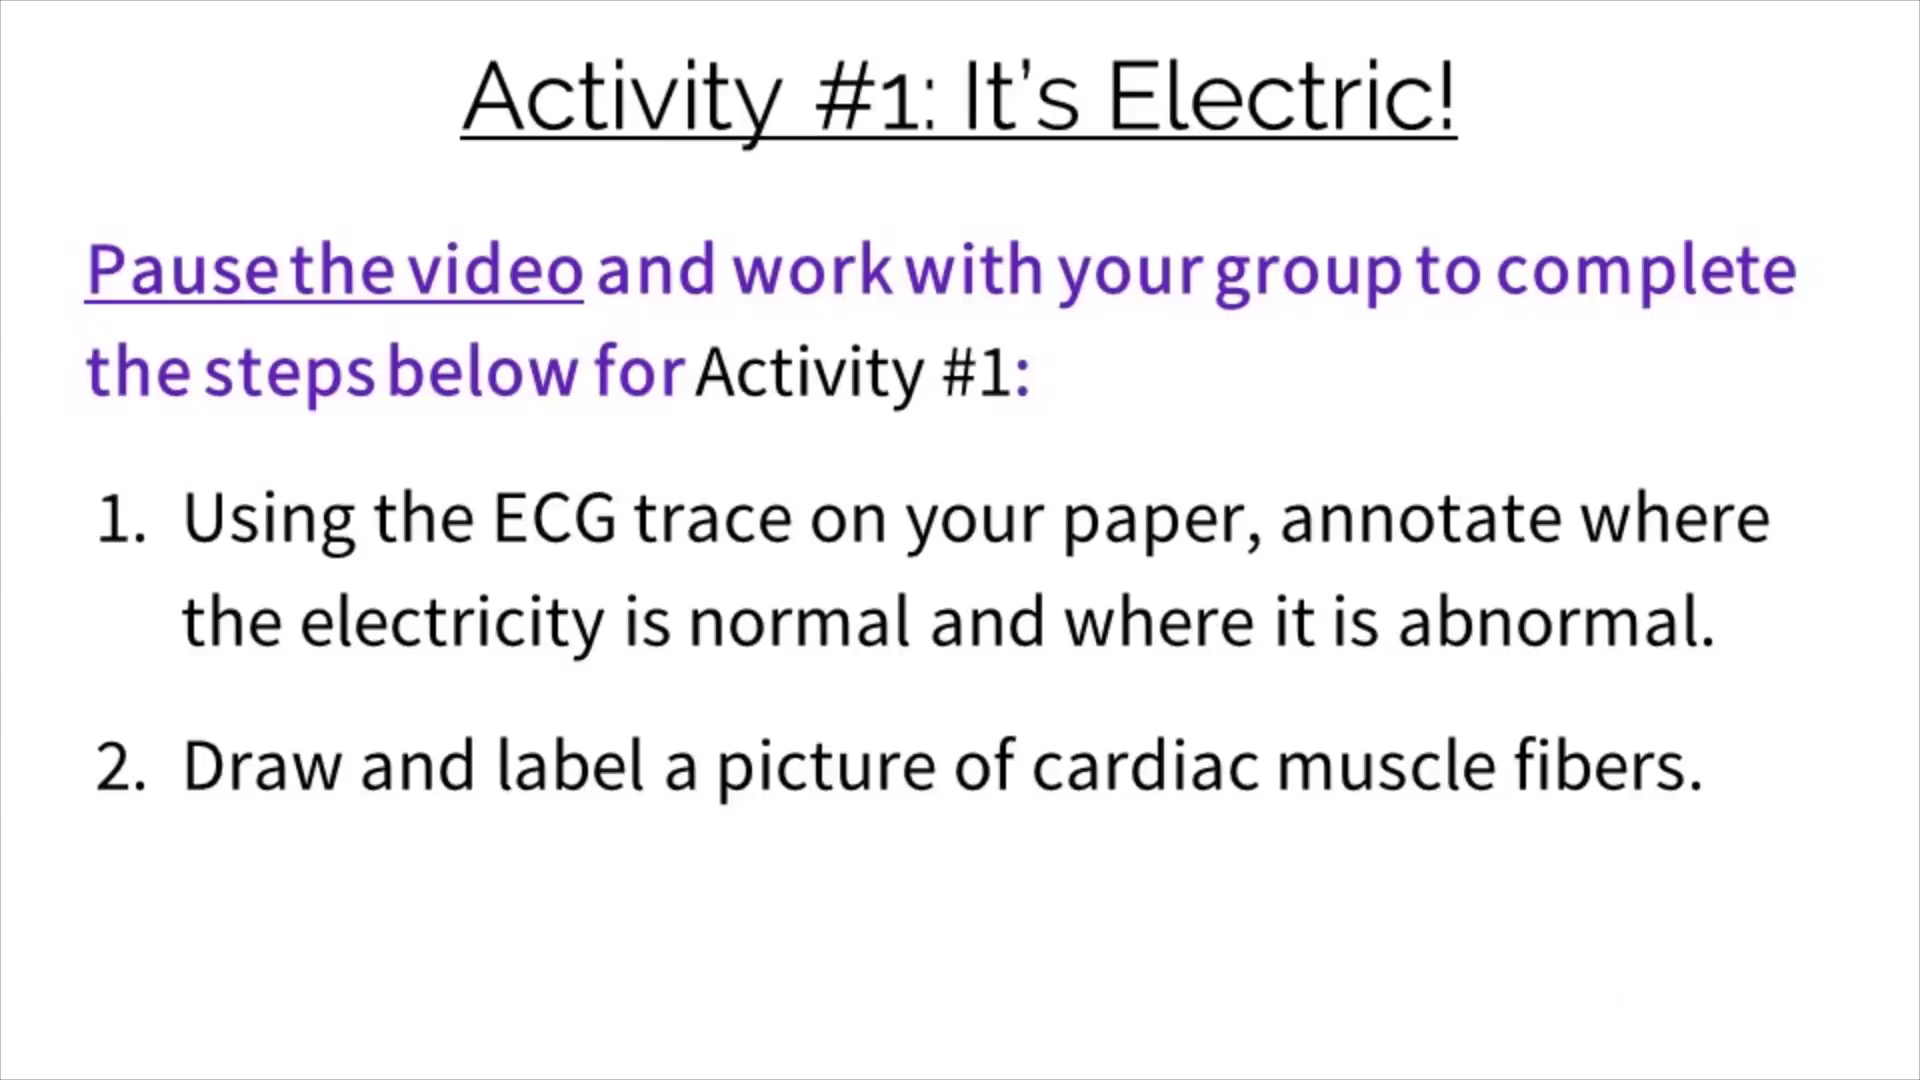 Activity #1: It’s Electric!
Pause the video and work with your group to complete
the steps below for Activity #1:
1. Using the ECG trace on your paper, annotate where
the electricity is normal and where it is abnormal.
2. Draw and label a picture of cardiac muscle fibers.